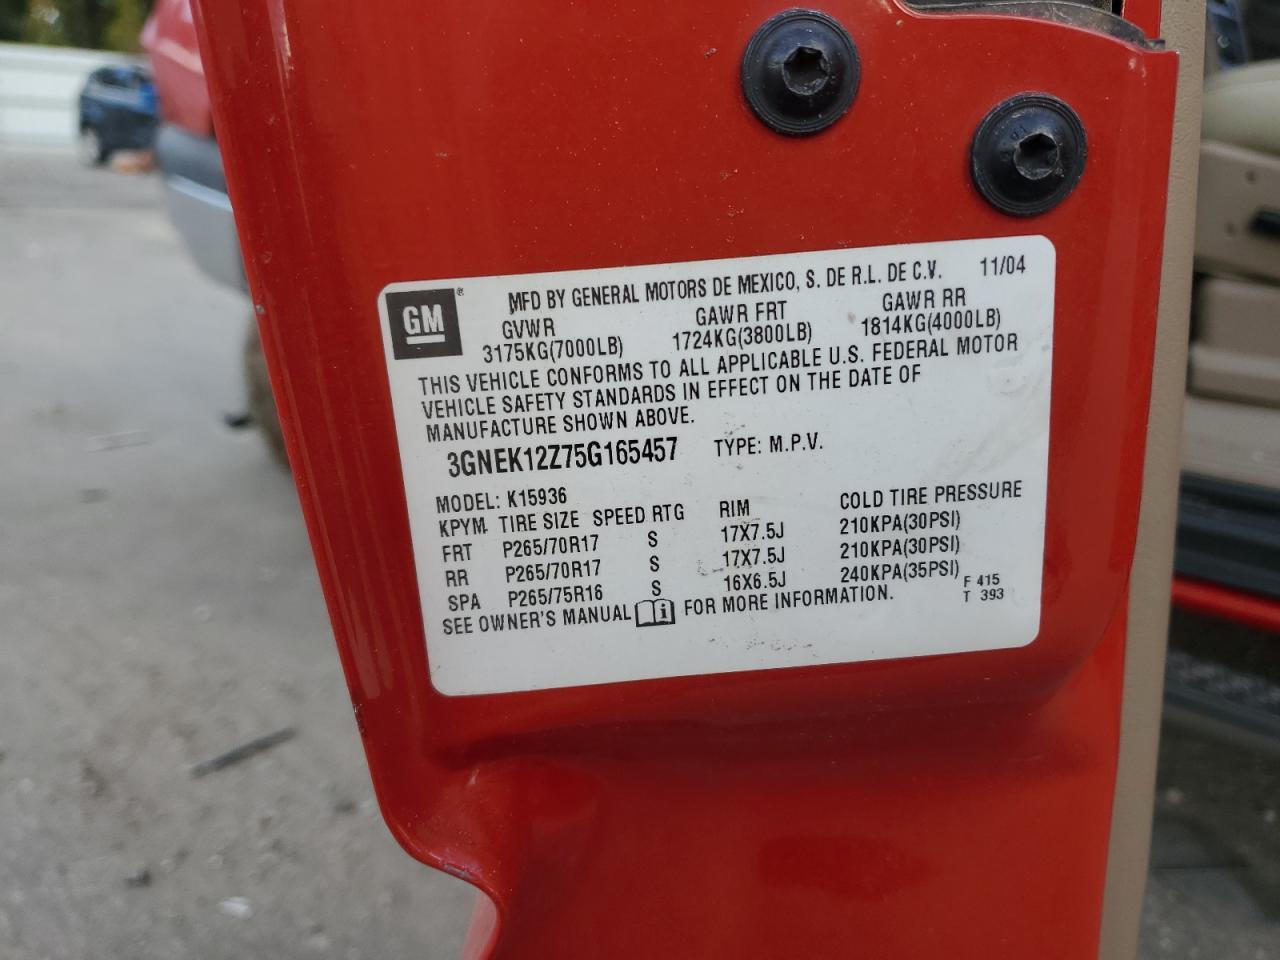 GM ® MFD BY GENERAL MOTORS DE MEXICO, S. DE R.L. DE C.V. 11/04
GVWR GAWR FRT GAWR RR
3175KG(7000LB) 1724KG(3800LB) 1814KG(4000LB)
THIS VEHICLE CONFORMS TO ALL APPLICABLE U.S. FEDERAL MOTOR
VEHICLE SAFETY STANDARDS IN EFFECT ON THE DATE OF
MANUFACTURE SHOWN ABOVE.
3GNEK12Z75G165457 TYPE: M.P.V.
MODEL: K15936
KPYM TIRE SIZE SPEED RTG RIM COLD TIRE PRESSURE
FRT P265/70R17 S 17X7.5J 210KPA(30PSI)
RR P265/70R17 S 17X7.5J 210KPA(30PSI)
SPA P265/75R16 S 16X6.5J 240KPA(35PSI)
SEE OWNER'S MANUAL i FOR MORE INFORMATION.
F 415
T 393